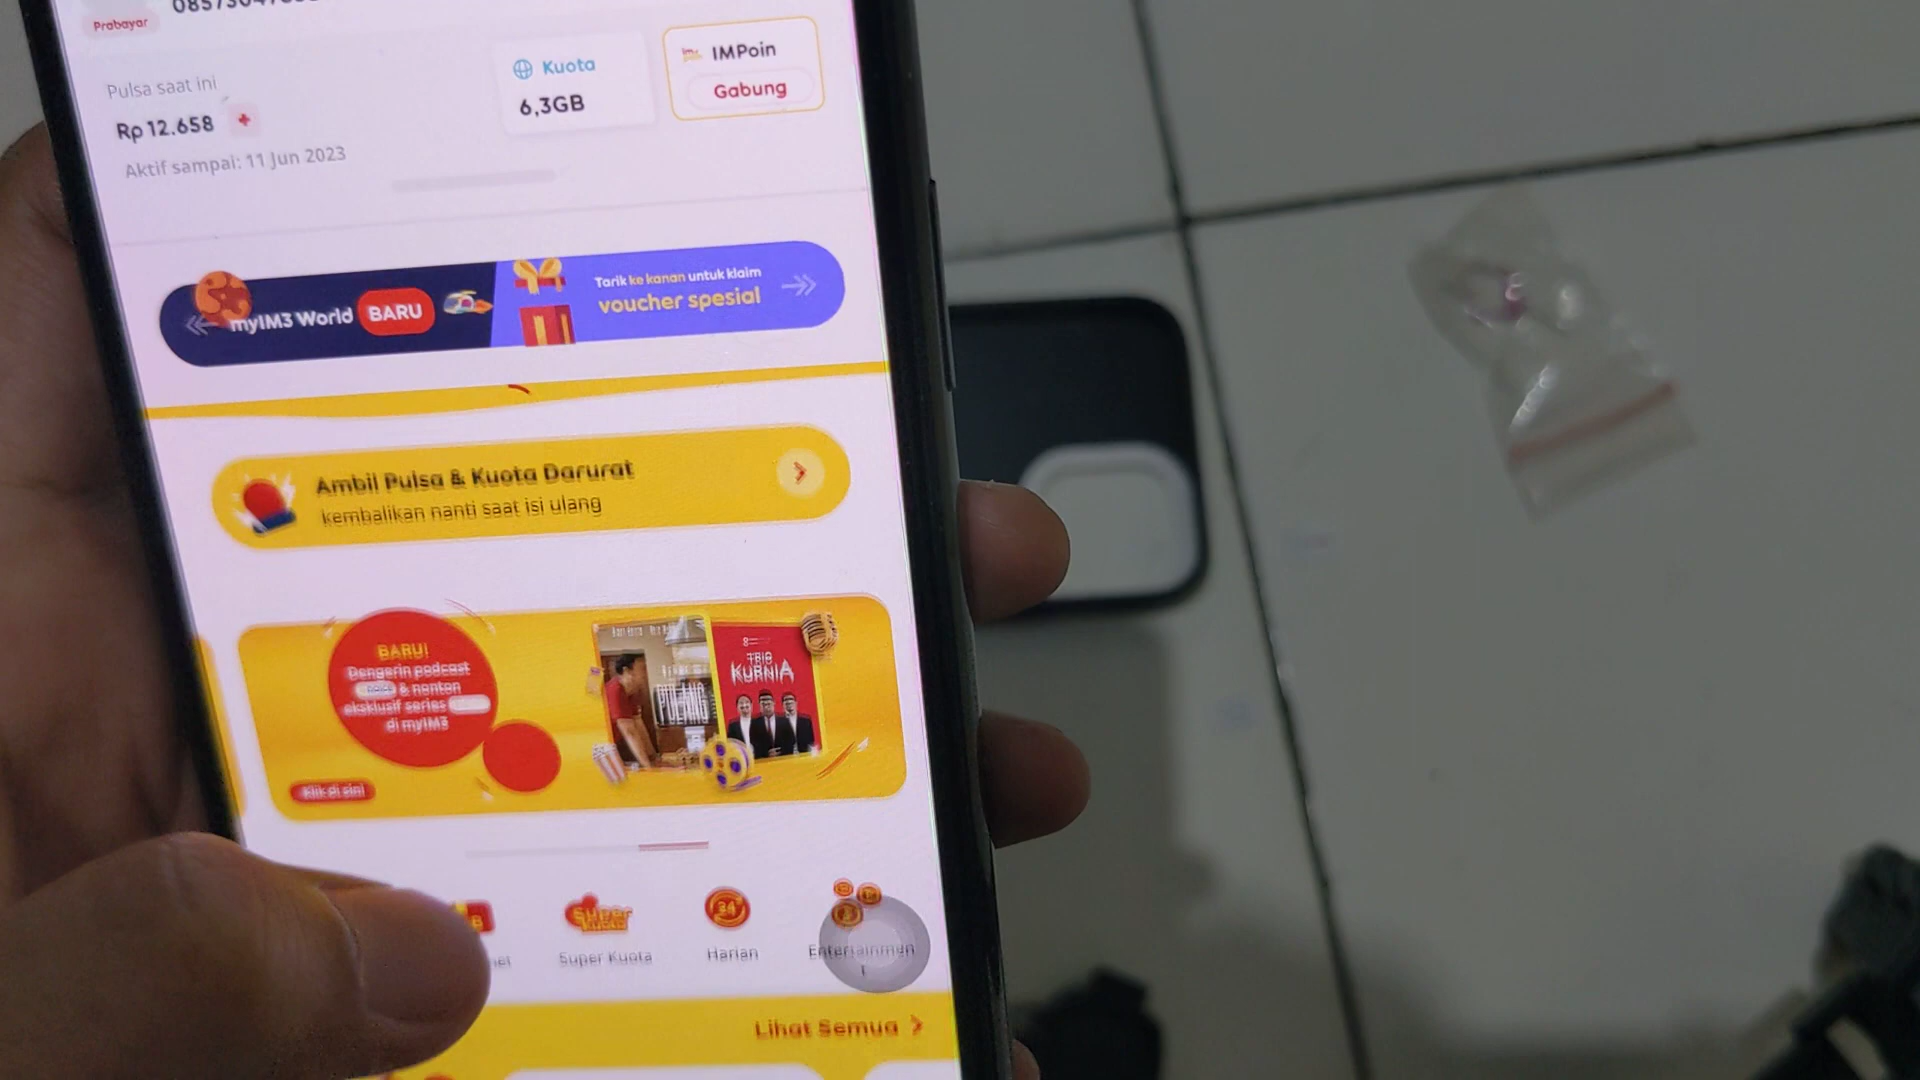 Prabayar
Pulsa saat ini
Rp 12.658
Aktif sampai: 11 Jun 2023
Kuota
6,3GB
IMPoin
Gabung
myIM3 World BARU
Tarik ke kanan untuk klaim
voucher spesial
Ambil Pulsa & Kuota Darurat
kembalikan nanti saat isi ulang
BARU!
Dengerin podcast
& nonton
eksklusif series
di myIM3
Klik di sini
TRIO
KURNIA
Super Kuota
Harian
Entertainmen
t
Lihat Semua